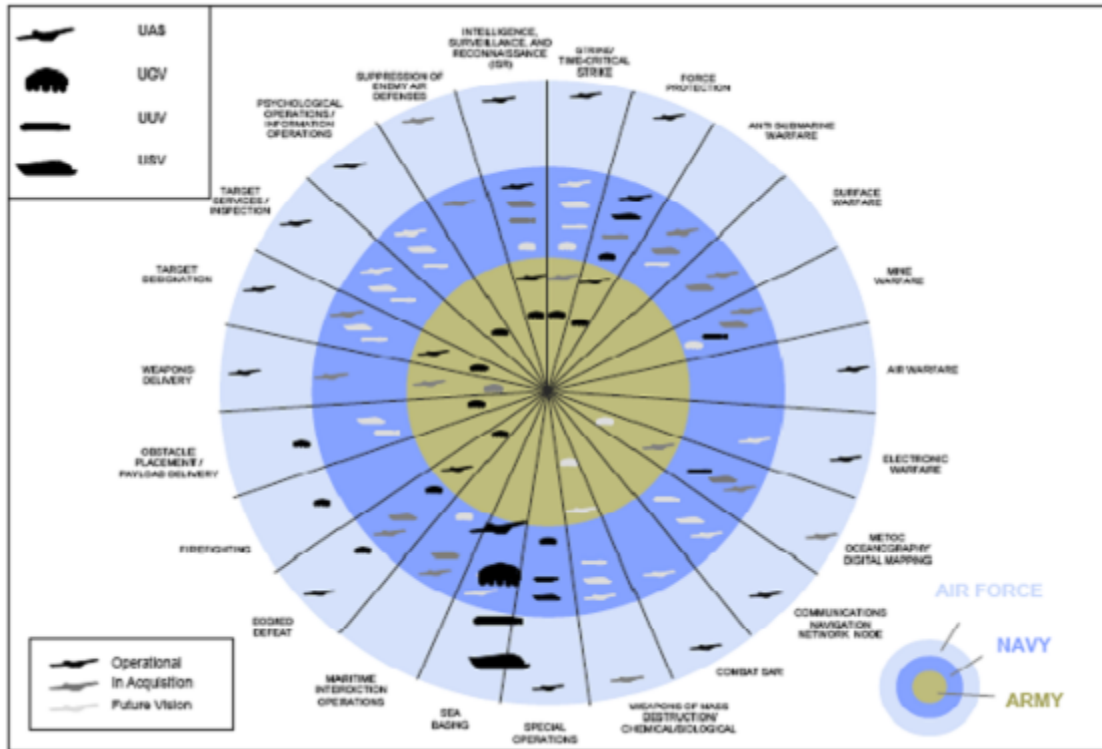 UAS
UGV
UUV
USV
INTELLIGENCE,
SURVEILLANCE, AND
RECONNAISSANCE
(ISR)
STRIKE/
TIME-CRITICAL
STRIKE
FORCE
PROTECTION
ANTI SUBMARINE
WARFARE
SURFACE
WARFARE
MINE
WARFARE
AIR WARFARE
ELECTRONIC
WARFARE
METOC
OCEANOGRAPHY
DIGITAL MAPPING
COMMUNICATIONS
NAVIGATION
NETWORK NODE
COMBAT SAR
WEAPONS OF MASS
DESTRUCTION/
CHEMICAL/BIOLOGICAL
SPECIAL
OPERATIONS
SEA
BASING
MARITIME
INTERDICTION
OPERATIONS
DEFEAT
FIREFIGHTING
OBSTACLE
PLACEMENT /
PAYLOAD DELIVERY
WEAPONS
DELIVERY
TARGET
DESIGNATION
TARGET
SERVICES /
INSPECTION
PSYCHOLOGICAL
OPERATIONS /
INFORMATION
OPERATIONS
SUPPRESSION OF
ENEMY AIR
DEFENSES
Operational
In Acquisition
Future Vision
AIR FORCE
NAVY
ARMY